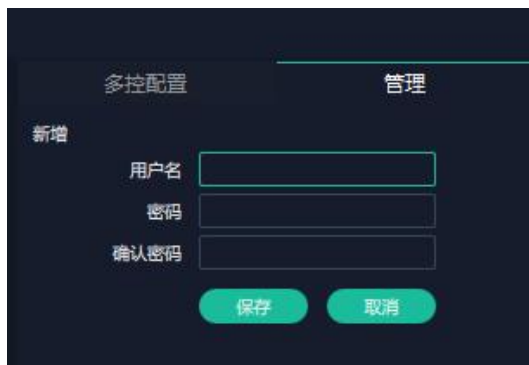 多控配置 管理
新增
用户名
密码
确认密码
保存 取消